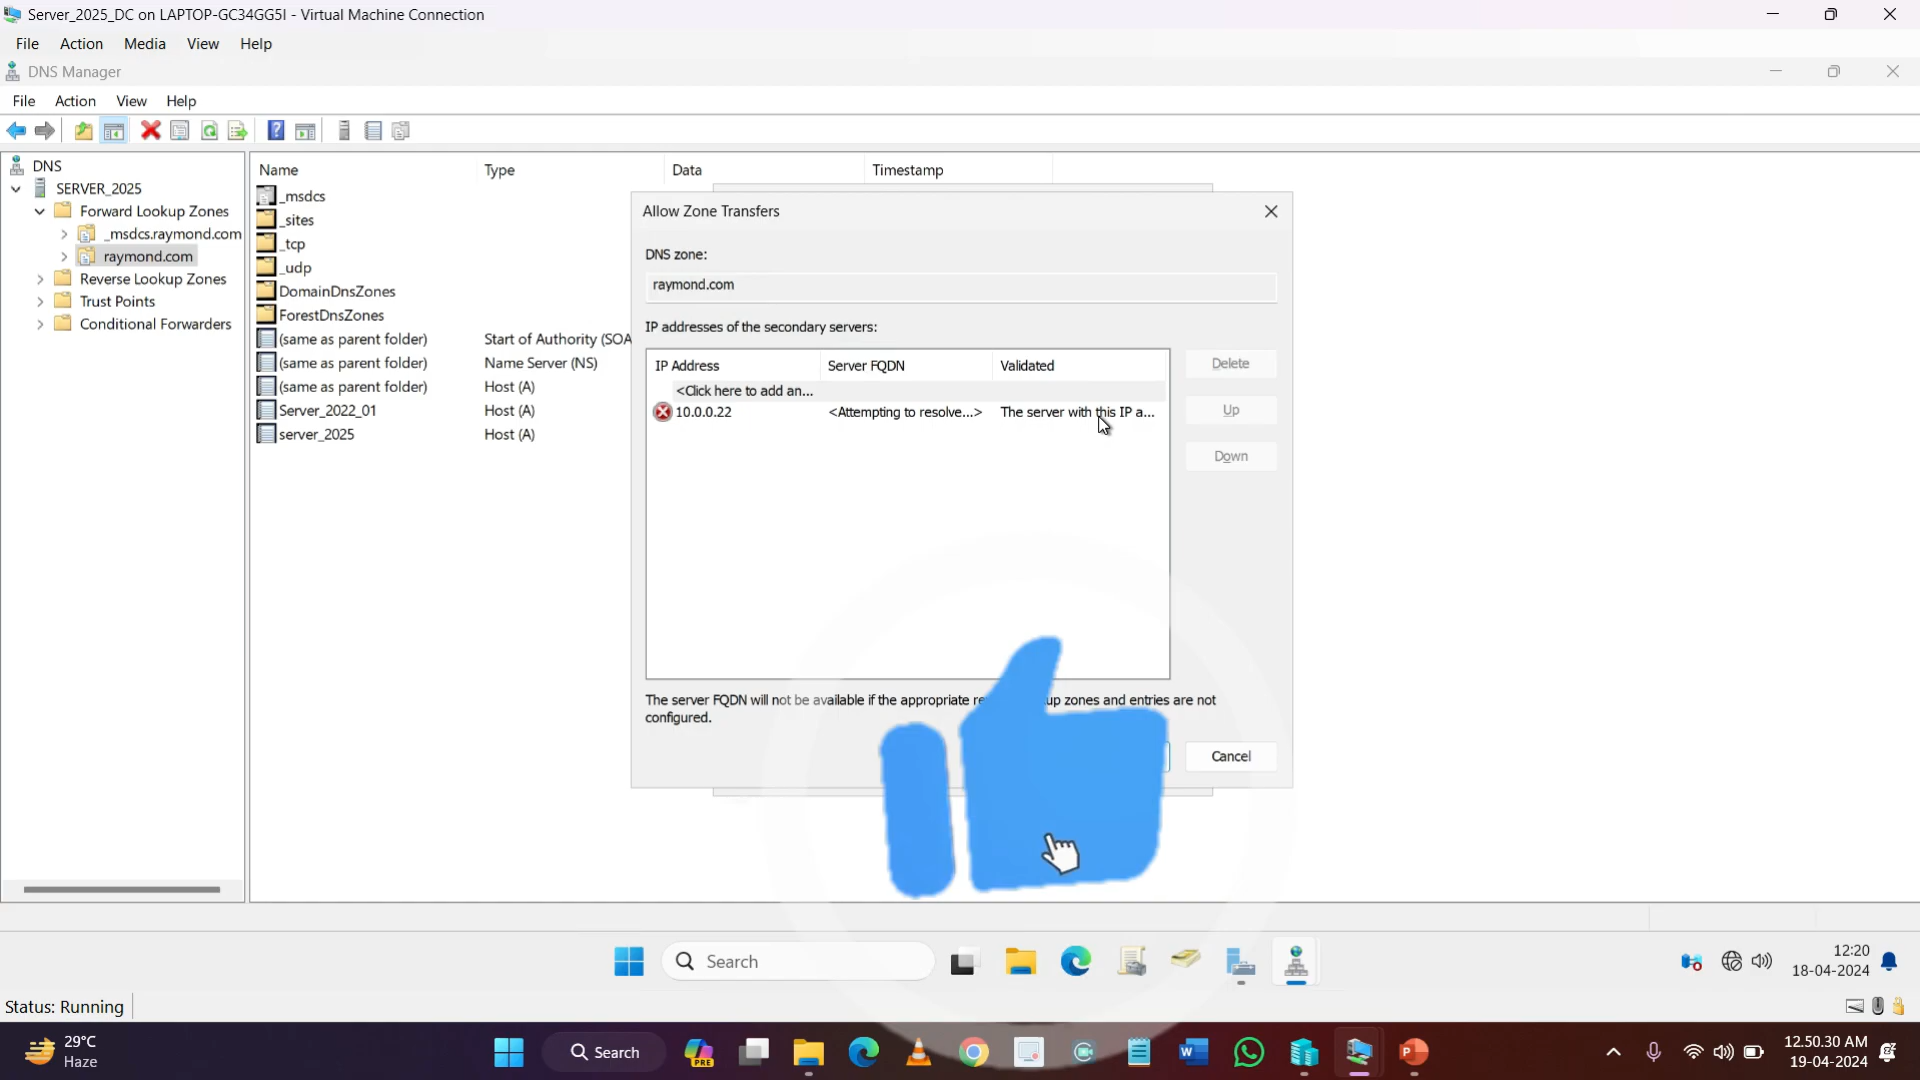 Server_2025_DC on LAPTOP-GC34GG5I - Virtual Machine Connection
File Action Media View Help
DNS Manager
File Action View Help
DNS
SERVER_2025
Forward Lookup Zones
_msdcs.raymond.com
raymond.com
Reverse Lookup Zones
Trust Points
Conditional Forwarders
Name Type Data Timestamp
_msdcs
_sites
_tcp
_udp
DomainDnsZones
ForestDnsZones
(same as parent folder) Start of Authority (SOA
(same as parent folder) Name Server (NS)
(same as parent folder) Host (A)
Server_2022_01 Host (A)
server_2025 Host (A)
Allow Zone Transfers
DNS zone:
raymond.com
IP addresses of the secondary servers:
IP Address Server FQDN Validated
<Click here to add an...
10.0.0.22 <Attempting to resolve...> The server with this IP a...
Delete
Up
Down
The server FQDN will not be available if the appropriate re up zones and entries are not
configured.
Cancel
Search
12:20
18-04-2024
Status: Running
29°C
Haze
Search
PRE
12.50.30 AM
19-04-2024